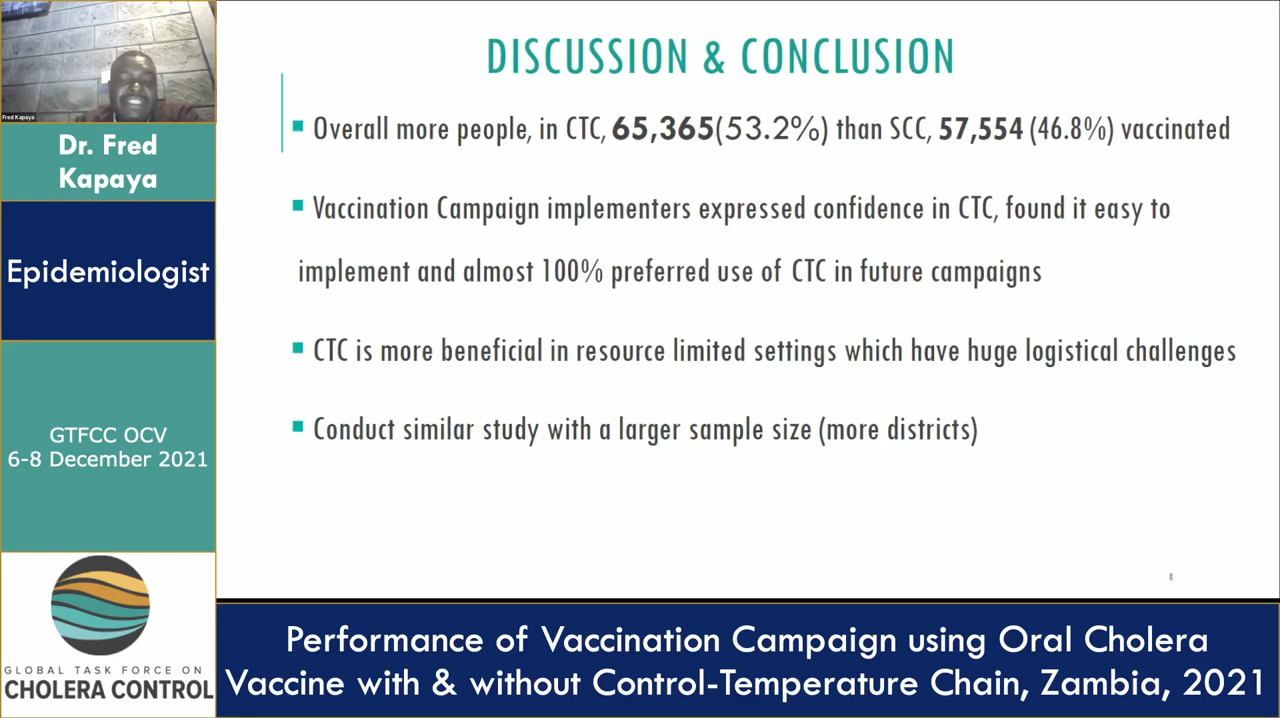 Fred Kapaya
Dr. Fred
Kapaya
Epidemiologist
GTFCC OCV
6-8 December 2021
GLOBAL TASK FORCE ON
CHOLERA CONTROL
DISCUSSION & CONCLUSION
Overall more people, in CTC, 65,365(53.2%) than SCC, 57,554 (46.8%) vaccinated
Vaccination Campaign implementers expressed confidence in CTC, found it easy to
implement and almost 100% preferred use of CTC in future campaigns
CTC is more beneficial in resource limited settings which have huge logistical challenges
Conduct similar study with a larger sample size (more districts)
8
Performance of Vaccination Campaign using Oral Cholera
Vaccine with & without Control-Temperature Chain, Zambia, 2021